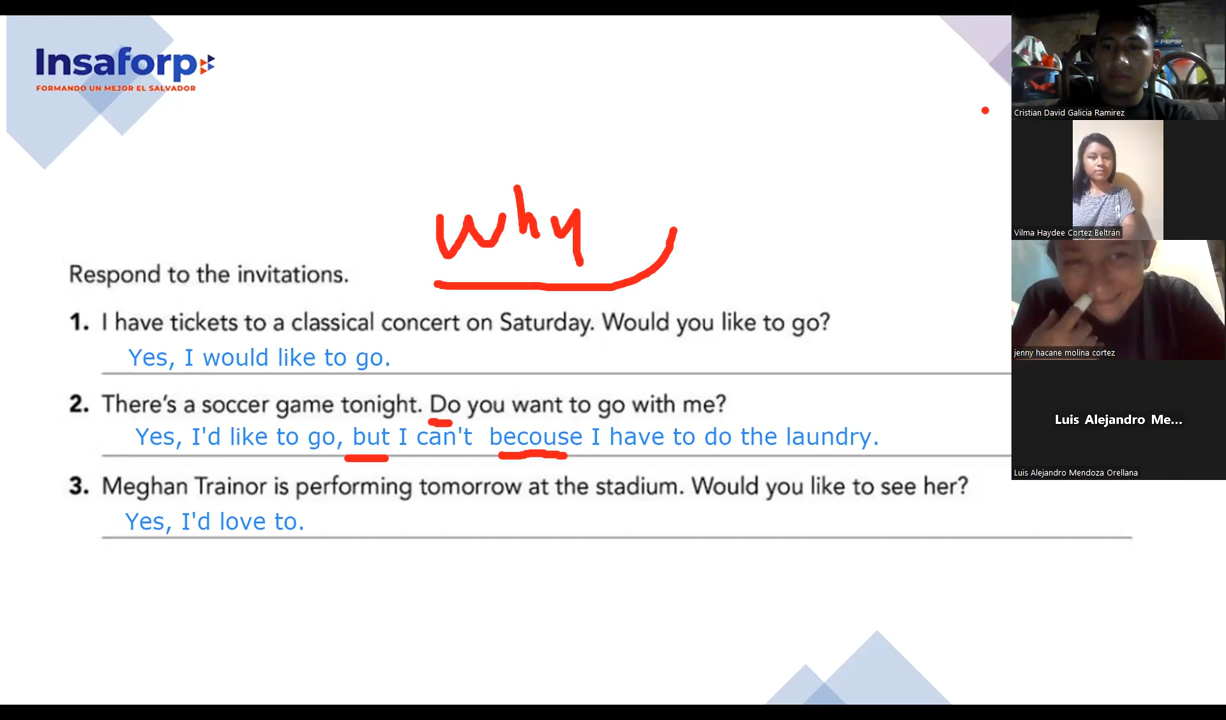 Insaforp
FORMANDO UN MEJOR EL SALVADOR
why
Respond to the invitations.
1. I have tickets to a classical concert on Saturday. Would you like to go?
Yes, I would like to go.
2. There's a soccer game tonight. Do you want to go with me?
Yes, I'd like to go, but I can't becouse I have to do the laundry.
3. Meghan Trainor is performing tomorrow at the stadium. Would you like to see her?
Yes, I'd love to.
PEPSI
Cristian David Galicia Ramirez
Vilma Haydee Cortez Beltrán
jenny hacane molina cortez
Luis Alejandro Me...
Luis Alejandro Mendoza Orellana